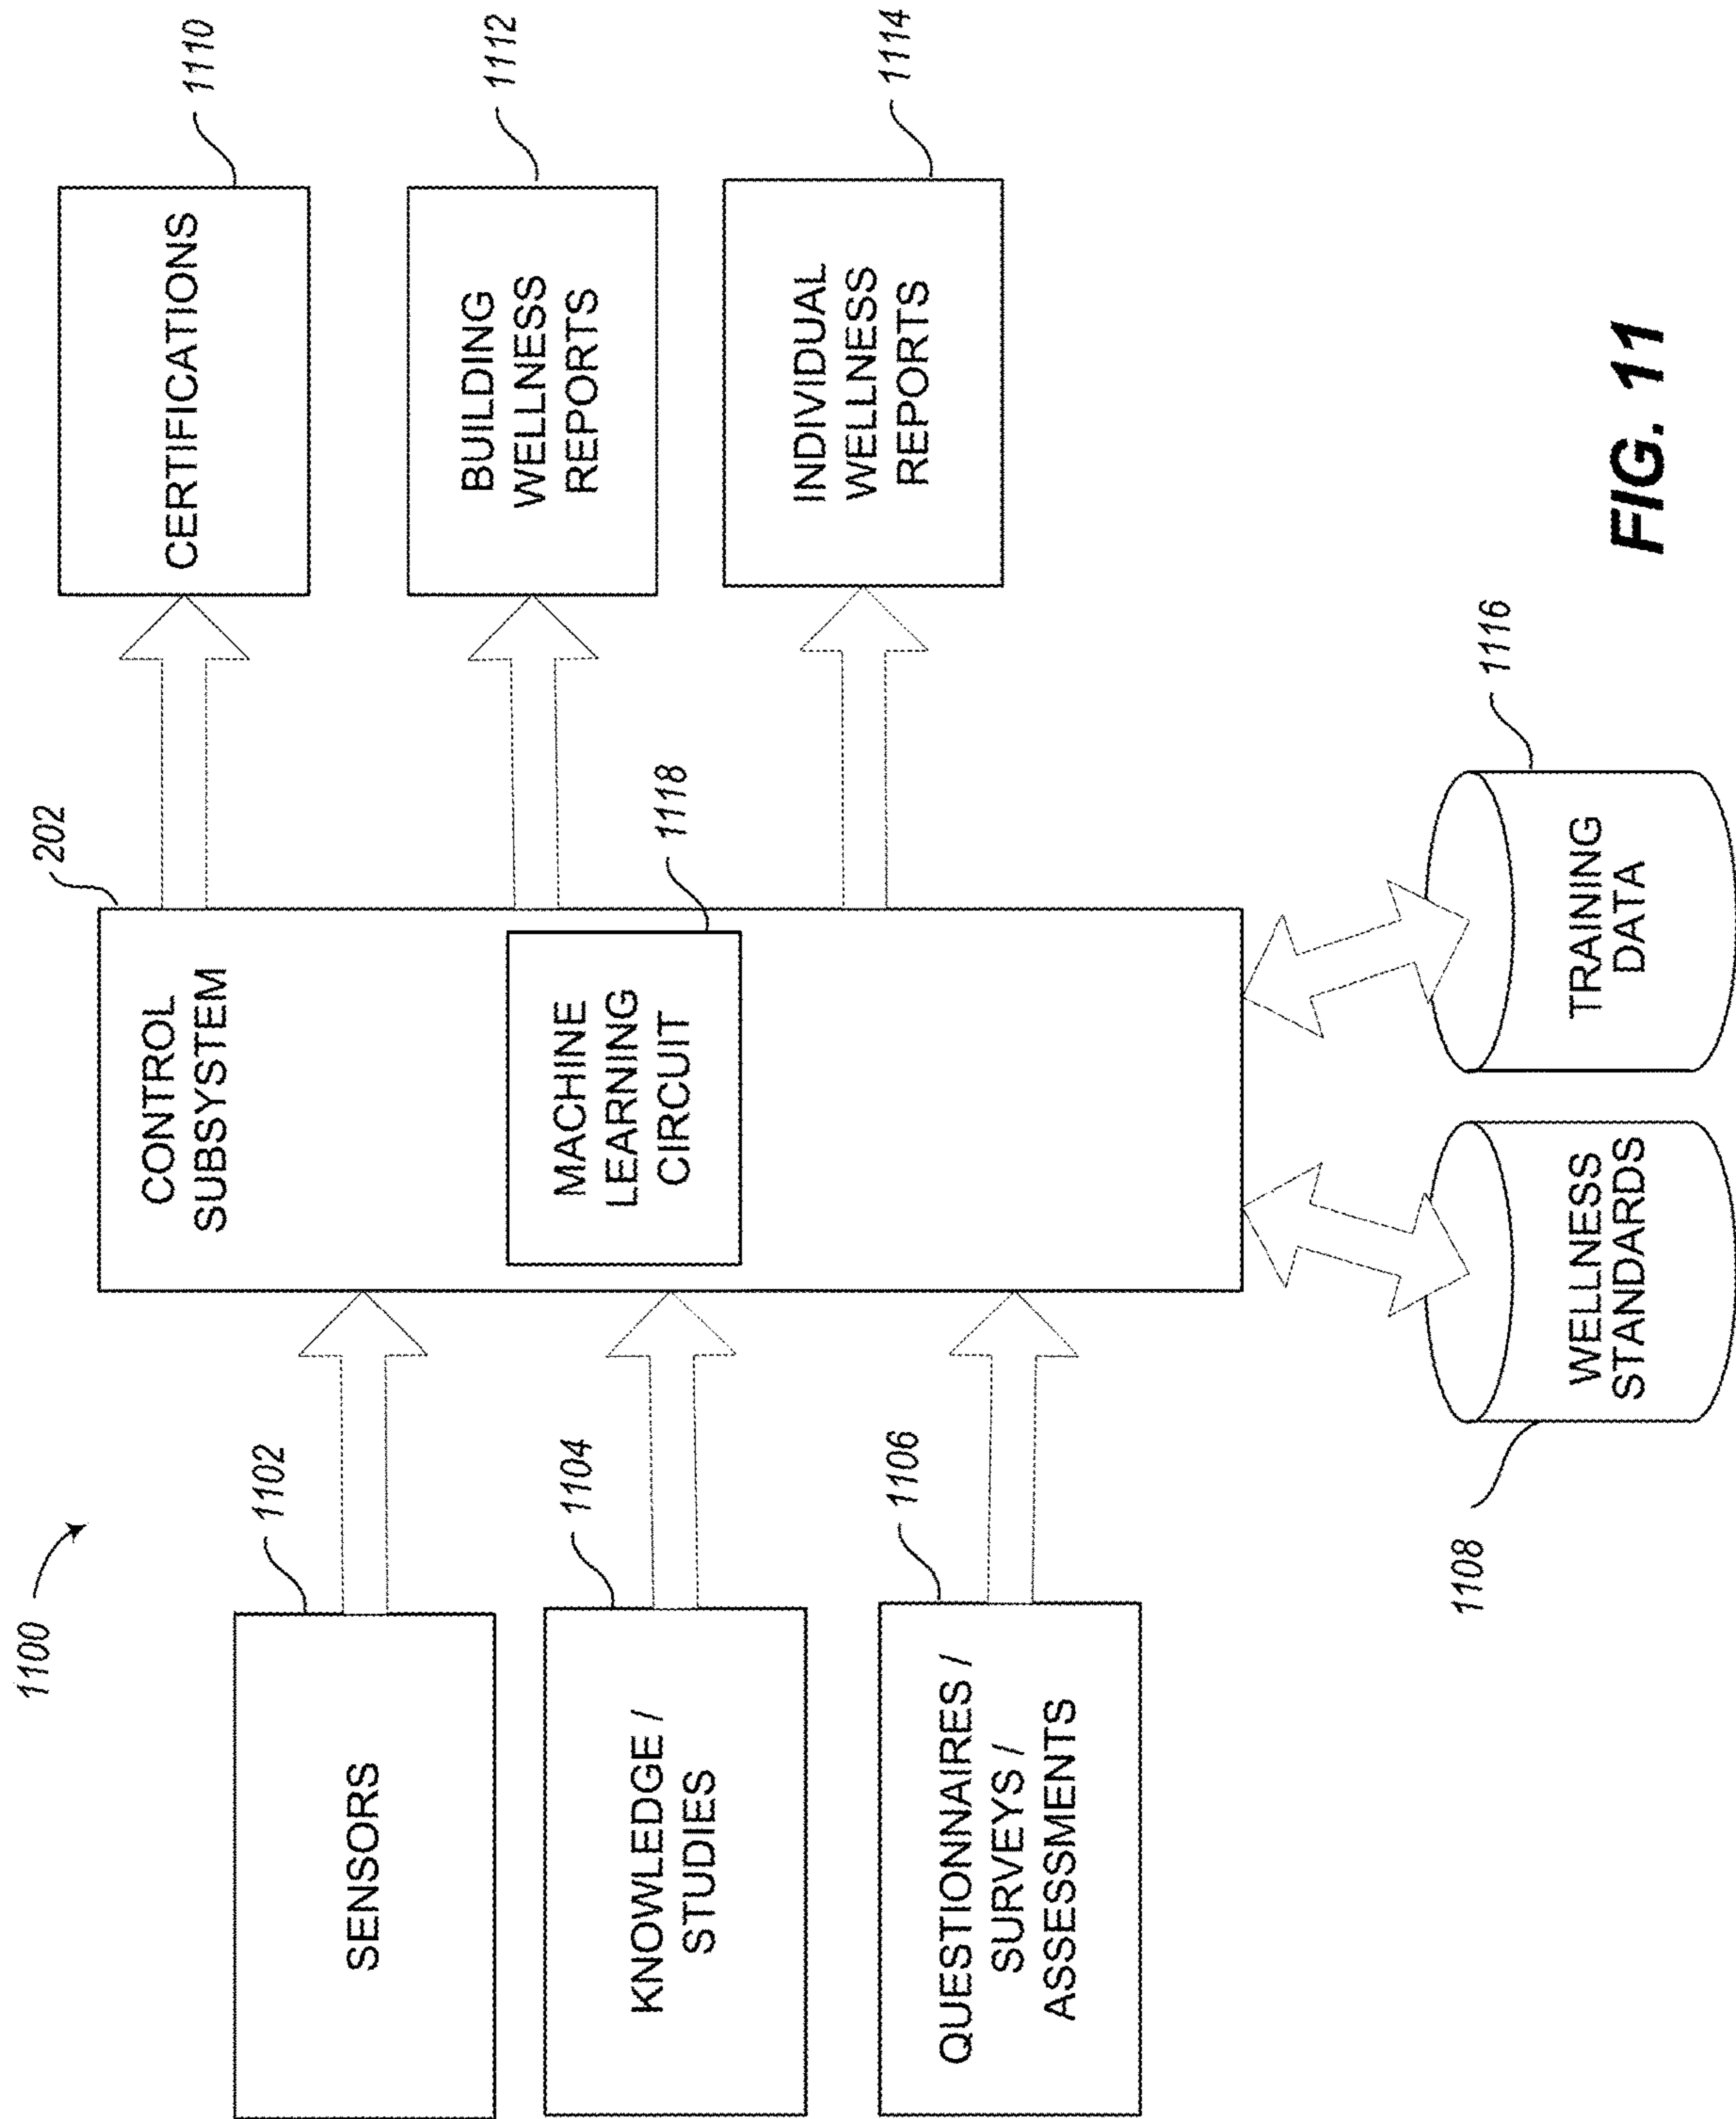 1100
202
1102
SENSORS
1104
KNOWLEDGE /
STUDIES
1106
QUESTIONNAIRES /
SURVEYS /
ASSESSMENTS
CONTROL
SUBSYSTEM
1118
MACHINE
LEARNING
CIRCUIT
1110
CERTIFICATIONS
1112
BUILDING
WELLNESS
REPORTS
1114
INDIVIDUAL
WELLNESS
REPORTS
1108
WELLNESS
STANDARDS
1116
TRAINING
DATA
FIG. 11